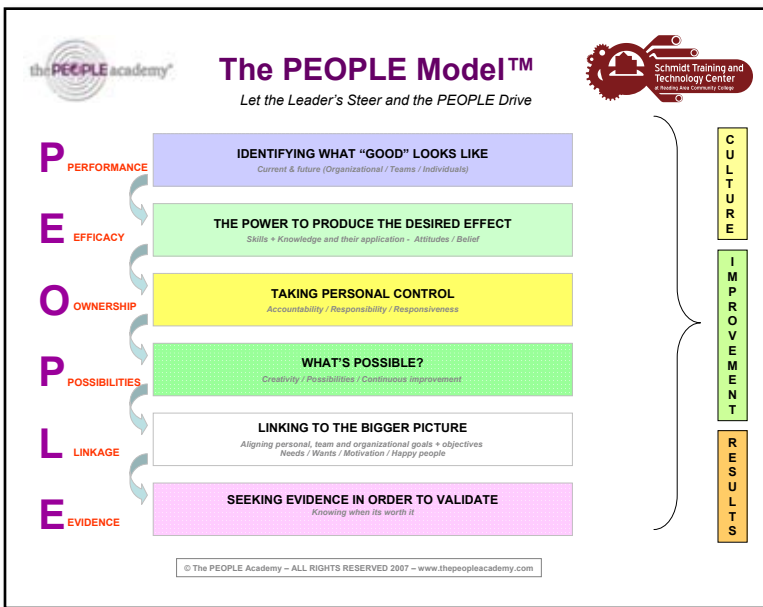 the PEOPLE academy®
The PEOPLE Model™
Let the Leader's Steer and the PEOPLE Drive
Schmidt Training and
Technology Center
at Reading Area Community College
P PERFORMANCE
IDENTIFYING WHAT “GOOD” LOOKS LIKE
Current & future (Organizational / Teams / Individuals)
E EFFICACY
THE POWER TO PRODUCE THE DESIRED EFFECT
Skills + Knowledge and their application - Attitudes / Belief
O OWNERSHIP
TAKING PERSONAL CONTROL
Accountability / Responsibility / Responsiveness
P POSSIBILITIES
WHAT'S POSSIBLE?
Creativity / Possibilities / Continuous improvement
L LINKAGE
LINKING TO THE BIGGER PICTURE
Aligning personal, team and organizational goals + objectives
Needs / Wants / Motivation / Happy people
E EVIDENCE
SEEKING EVIDENCE IN ORDER TO VALIDATE
Knowing when its worth it
CULTURE
IMPROVEMENT
RESULTS
© The PEOPLE Academy – ALL RIGHTS RESERVED 2007 – www.thepeopleacademy.com